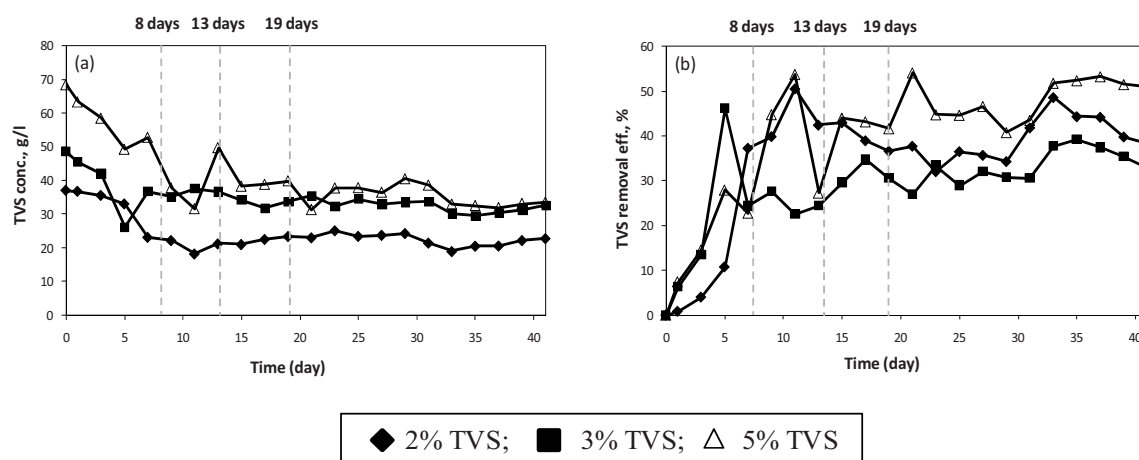 8 days 13 days 19 days
(a)
TVS conc., g/l
80
70
60
50
40
30
20
10
0
0 5 10 15 20 25 30 35 40
Time (day)
8 days 13 days 19 days
(b)
TVS removal eff., %
60
50
40
30
20
10
0
0 5 10 15 20 25 30 35 40
Time (day)
2% TVS; 3% TVS; 5% TVS